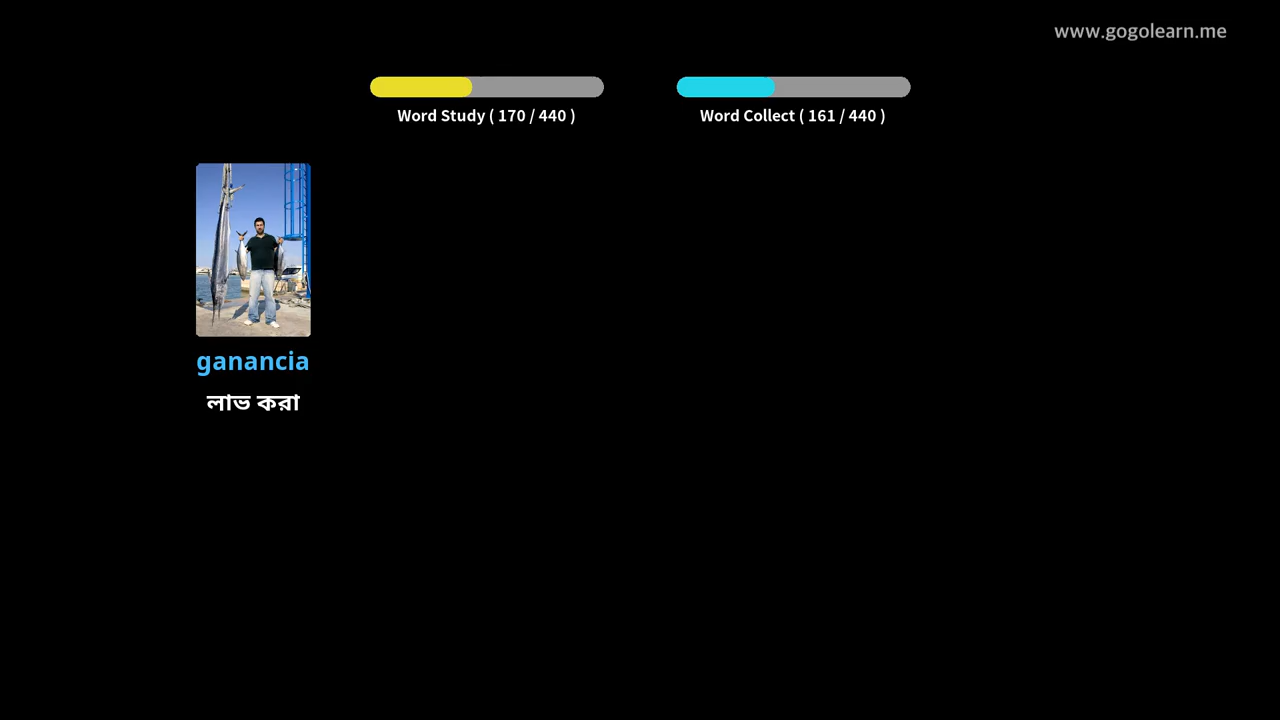 www.gogolearn.me
Word Study ( 170 / 440 )
Word Collect ( 161 / 440 )
ganancia
লাভ করা